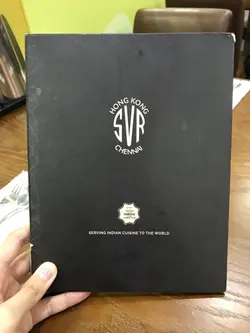 HONG KONG
SVR
CHENNAI
SERVING INDIAN CUISINE TO THE WORLD